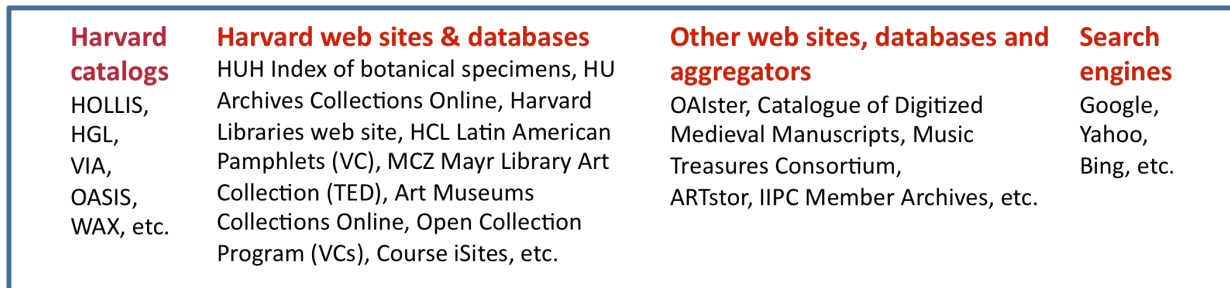 Harvard
catalogs
HOLLIS,
HGL,
VIA,
OASIS,
WAX, etc.
Harvard web sites & databases
HUH Index of botanical specimens, HU
Archives Collections Online, Harvard
Libraries web site, HCL Latin American
Pamphlets (VC), MCZ Mayr Library Art
Collection (TED), Art Museums
Collections Online, Open Collection
Program (VCs), Course iSites, etc.
Other web sites, databases and
aggregators
OAIster, Catalogue of Digitized
Medieval Manuscripts, Music
Treasures Consortium,
ARTstor, IIPC Member Archives, etc.
Search
engines
Google,
Yahoo,
Bing, etc.